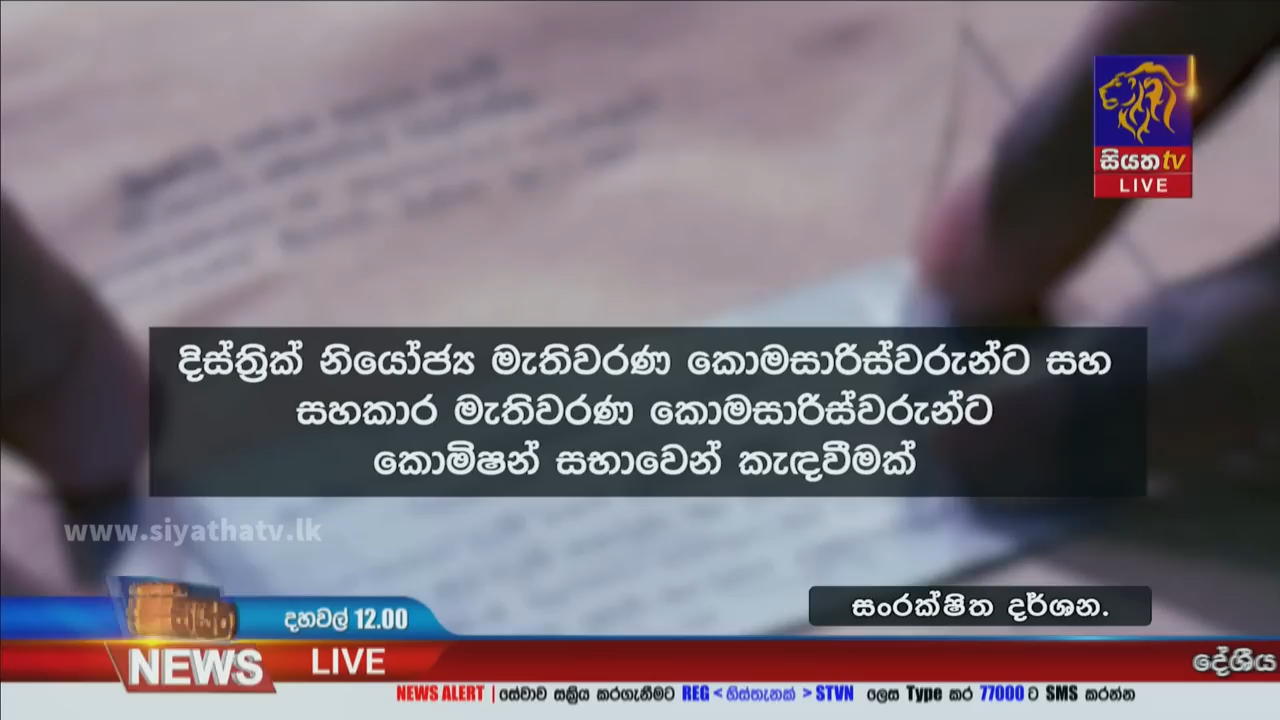 සියත tv
LIVE
දිස්ත්‍රික් නියෝජ්‍ය මැතිවරණ කොමසාරිස්වරුන්ට සහ
සහකාර මැතිවරණ කොමසාරිස්වරුන්ට
කොමිෂන් සභාවෙන් කැඳවීමක්
www.siyathatv.lk
සංරක්ෂිත දර්ශන.
දහවල් 12.00
NEWS LIVE
දේශීය
NEWS ALERT | සේවාව සක්‍රිය කරගැනීමට REG < හිස්තැනක් > STVN ලෙස Type කර 77000 ට SMS කරන්න